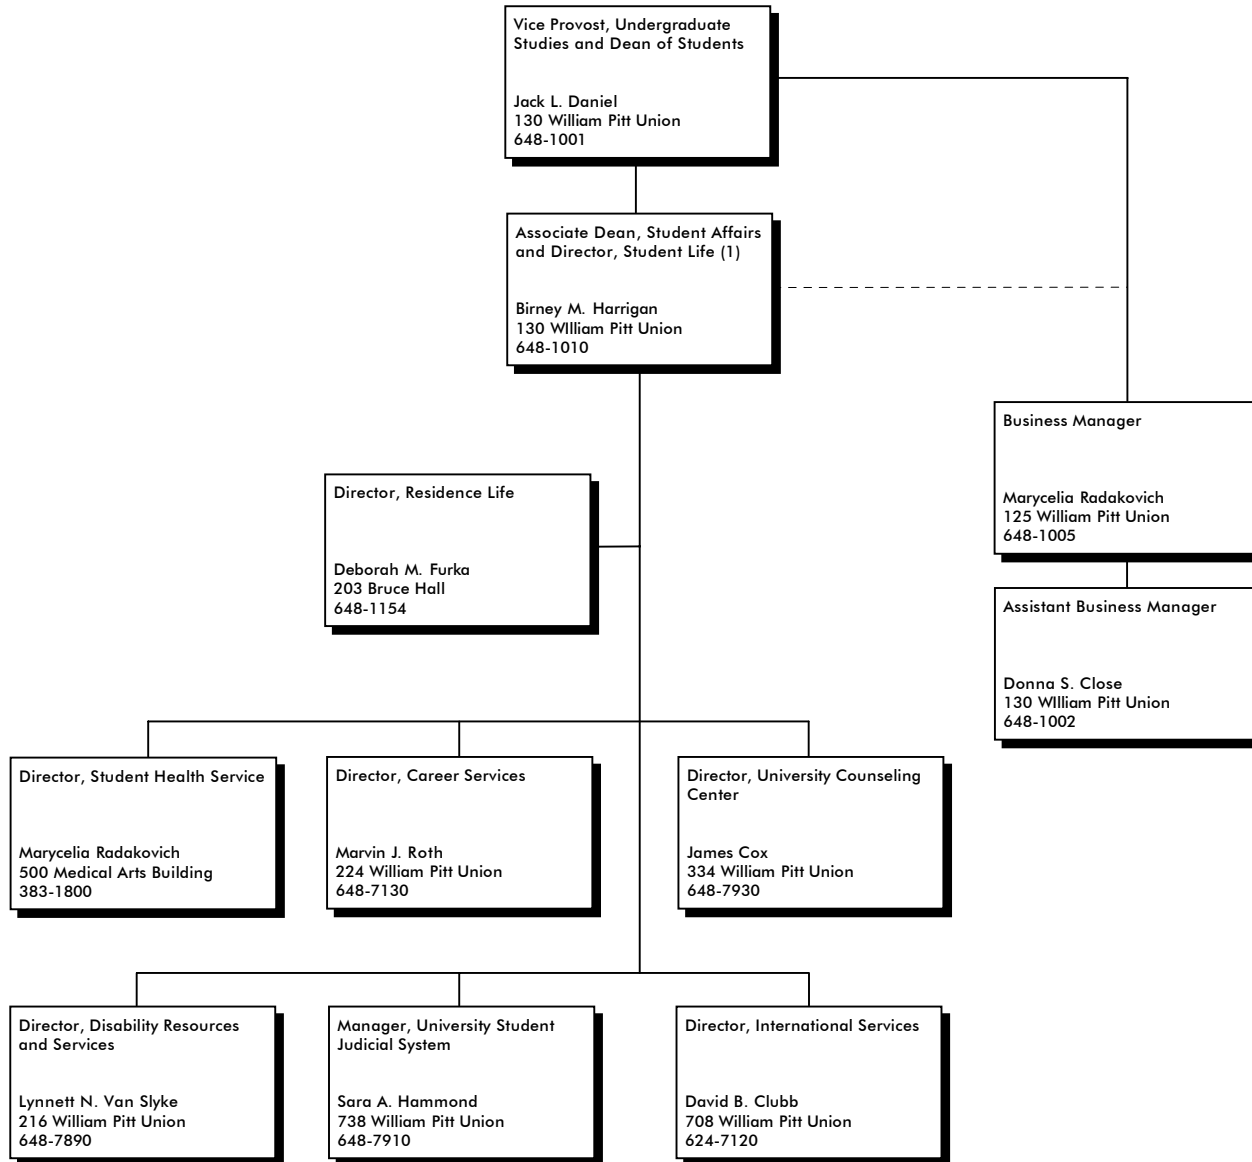 Vice Provost, Undergraduate
Studies and Dean of Students
Jack L. Daniel
130 William Pitt Union
648-1001
Associate Dean, Student Affairs
and Director, Student Life (1)
Birney M. Harrigan
130 WIlliam Pitt Union
648-1010
Business Manager
Marycelia Radakovich
125 William Pitt Union
648-1005
Director, Residence Life
Deborah M. Furka
203 Bruce Hall
648-1154
Assistant Business Manager
Donna S. Close
130 WIlliam Pitt Union
648-1002
Director, Student Health Service
Marycelia Radakovich
500 Medical Arts Building
383-1800
Director, Career Services
Marvin J. Roth
224 William Pitt Union
648-7130
Director, University Counseling
Center
James Cox
334 William Pitt Union
648-7930
Director, Disability Resources
and Services
Lynnett N. Van Slyke
216 William Pitt Union
648-7890
Manager, University Student
Judicial System
Sara A. Hammond
738 William Pitt Union
648-7910
Director, International Services
David B. Clubb
708 William Pitt Union
624-7120